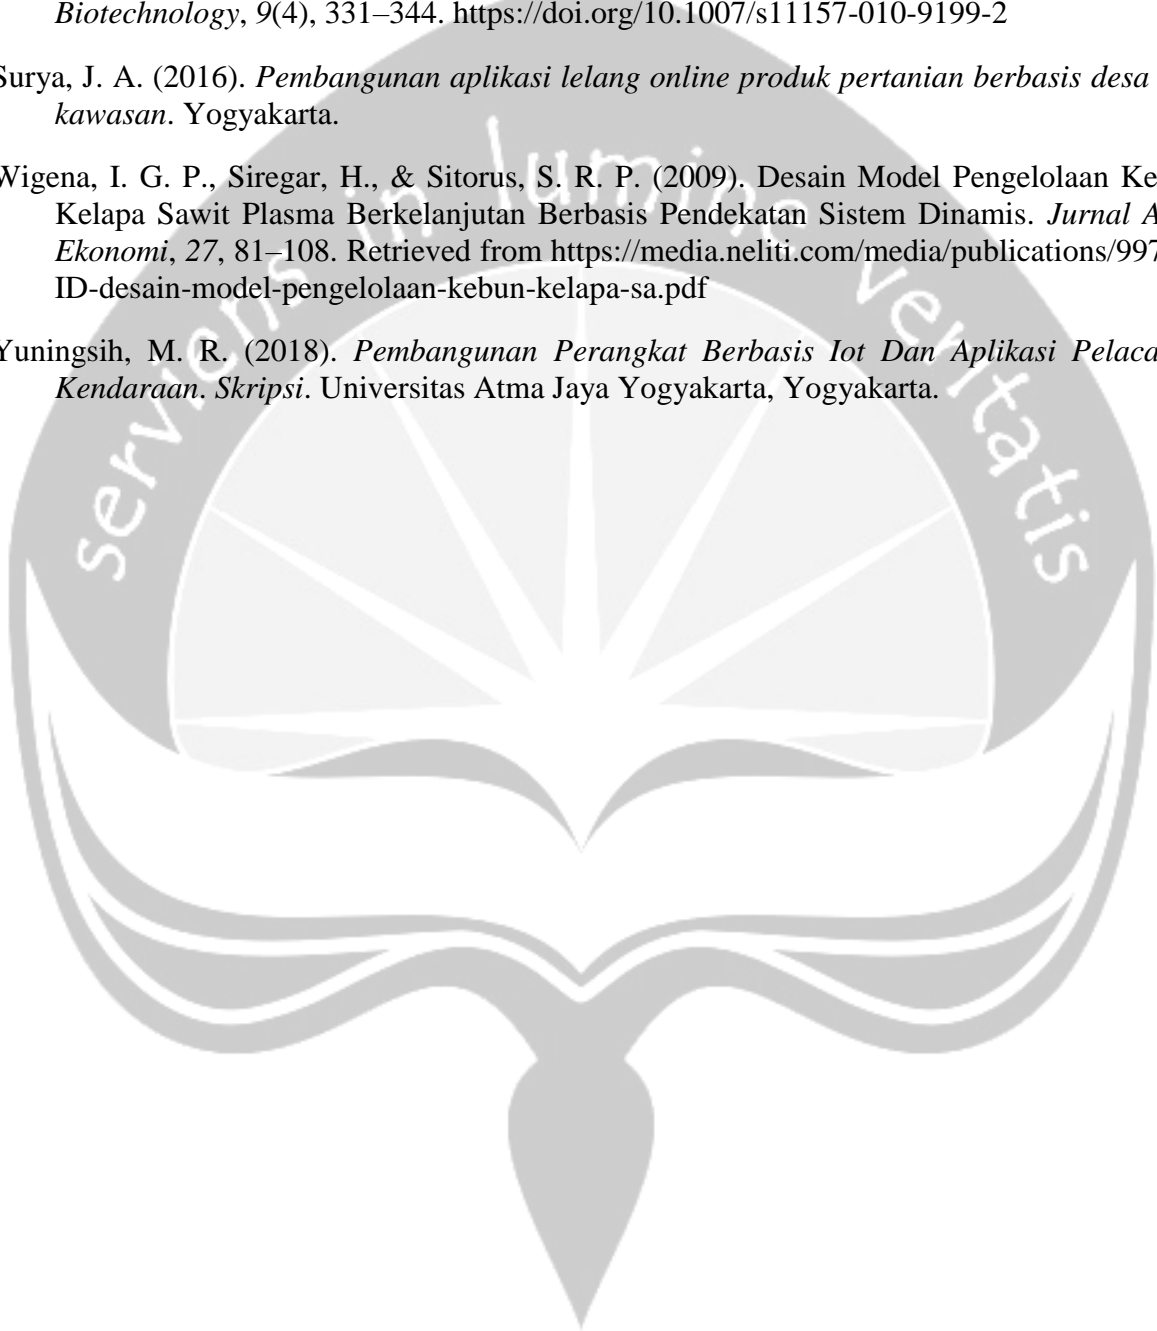 Biotechnology, 9(4), 331–344. https://doi.org/10.1007/s11157-010-9199-2
Surya, J. A. (2016). Pembangunan aplikasi lelang online produk pertanian berbasis desa
kawasan. Yogyakarta.
Wigena, I. G. P., Siregar, H., & Sitorus, S. R. P. (2009). Desain Model Pengelolaan Ke
Kelapa Sawit Plasma Berkelanjutan Berbasis Pendekatan Sistem Dinamis. Jurnal A
Ekonomi, 27, 81–108. Retrieved from https://media.neliti.com/media/publications/997
ID-desain-model-pengelolaan-kebun-kelapa-sa.pdf
Yuningsih, M. R. (2018). Pembangunan Perangkat Berbasis Iot Dan Aplikasi Pelaca
Kendaraan. Skripsi. Universitas Atma Jaya Yogyakarta, Yogyakarta.
serviens in lumine veritatis